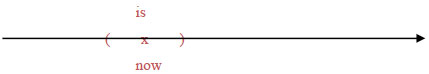 is
( x )
now